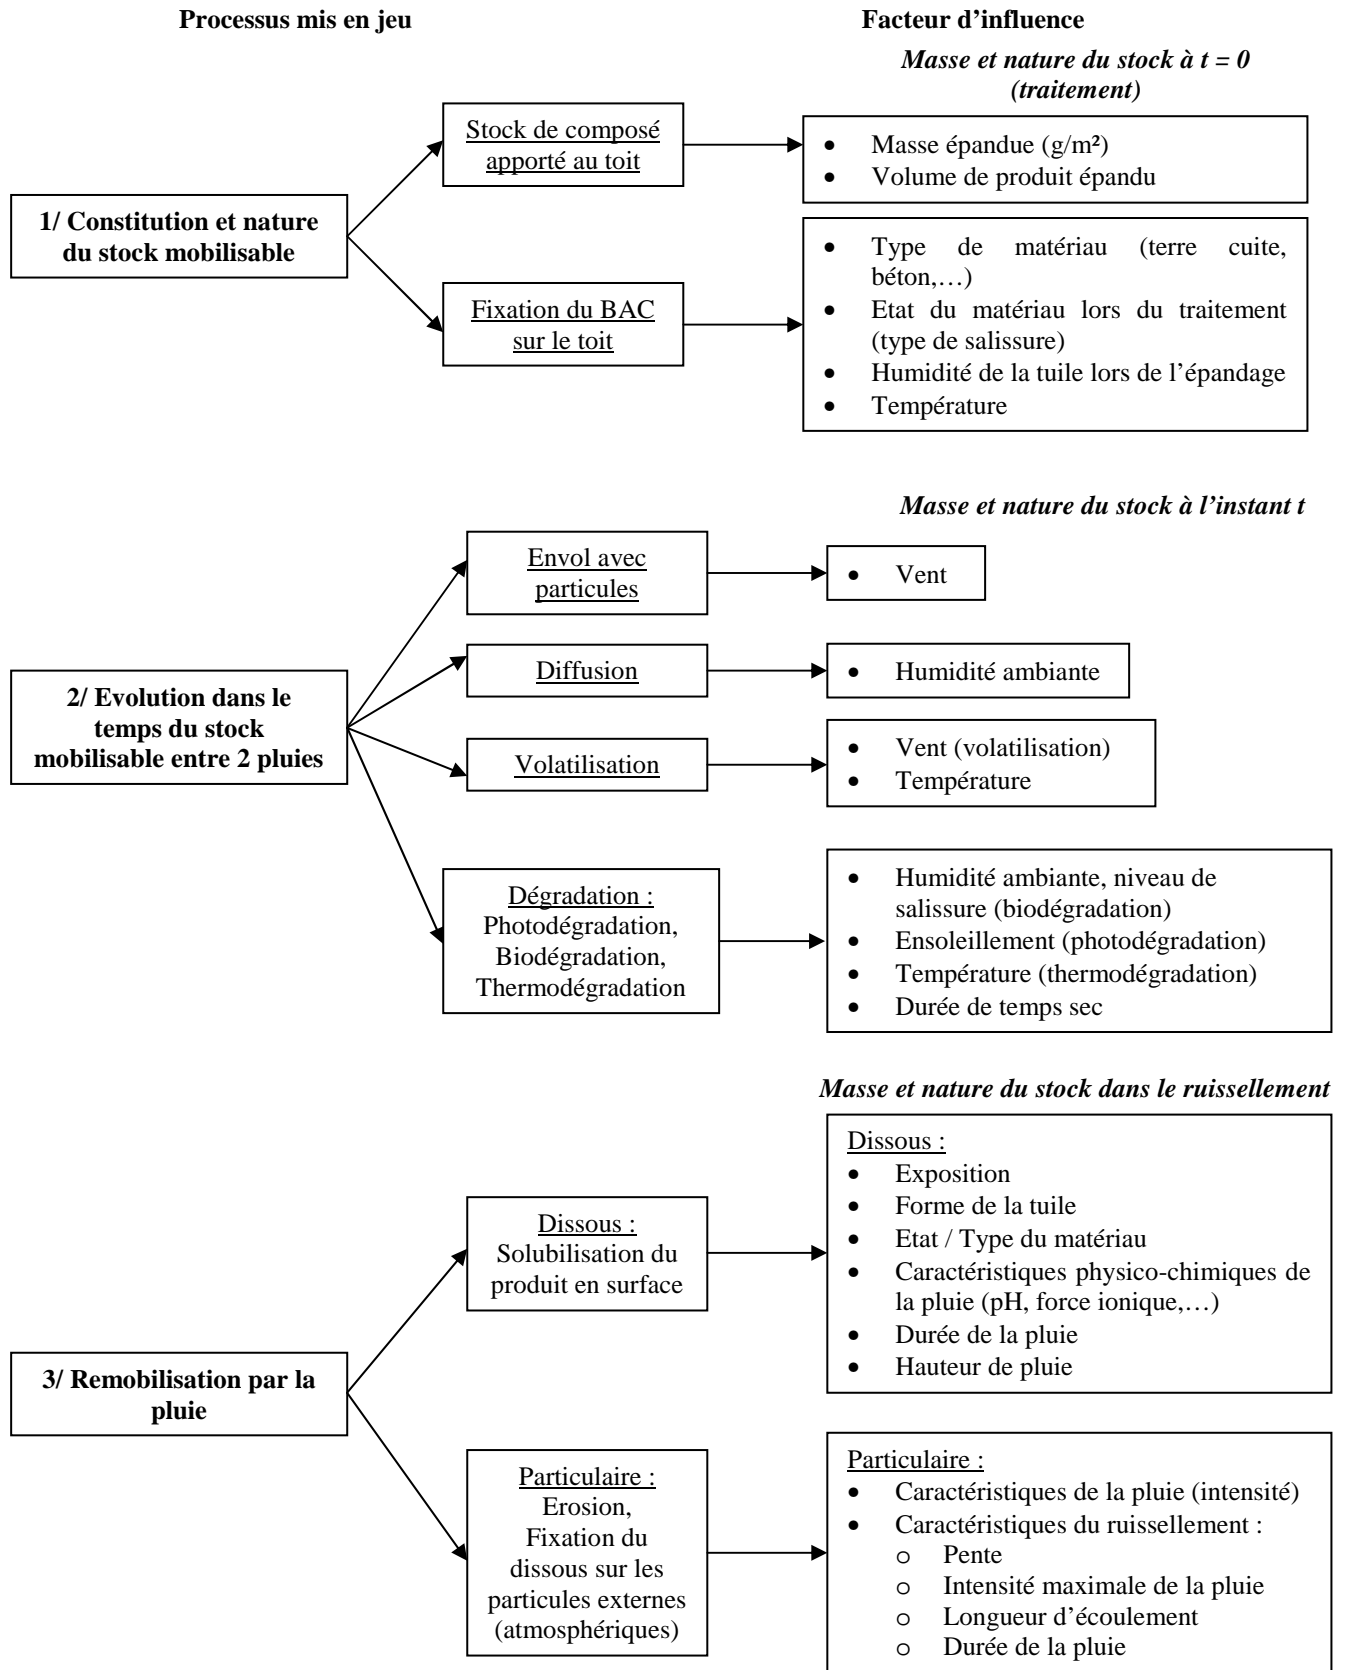 Processus mis en jeu
Facteur d’influence
Masse et nature du stock à t = 0
(traitement)
1/ Constitution et nature
du stock mobilisable
Stock de composé
apporté au toit
• Masse épandue (g/m²)
• Volume de produit épandu
Fixation du BAC
sur le toit
• Type de matériau (terre cuite,
béton,…)
• Etat du matériau lors du traitement
(type de salissure)
• Humidité de la tuile lors de l’épandage
• Température
Masse et nature du stock à l’instant t
2/ Evolution dans le
temps du stock
mobilisable entre 2 pluies
Envol avec
particules
• Vent
Diffusion
• Humidité ambiante
Volatilisation
• Vent (volatilisation)
• Température
Dégradation :
Photodégradation,
Biodégradation,
Thermodégradation
• Humidité ambiante, niveau de
salissure (biodégradation)
• Ensoleillement (photodégradation)
• Température (thermodégradation)
• Durée de temps sec
Masse et nature du stock dans le ruissellement
3/ Remobilisation par la
pluie
Dissous :
Solubilisation du
produit en surface
Dissous :
• Exposition
• Forme de la tuile
• Etat / Type du matériau
• Caractéristiques physico-chimiques de
la pluie (pH, force ionique,…)
• Durée de la pluie
• Hauteur de pluie
Particulaire :
Erosion,
Fixation du
dissous sur les
particules externes
(atmosphériques)
Particulaire :
• Caractéristiques de la pluie (intensité)
• Caractéristiques du ruissellement :
o Pente
o Intensité maximale de la pluie
o Longueur d’écoulement
o Durée de la pluie